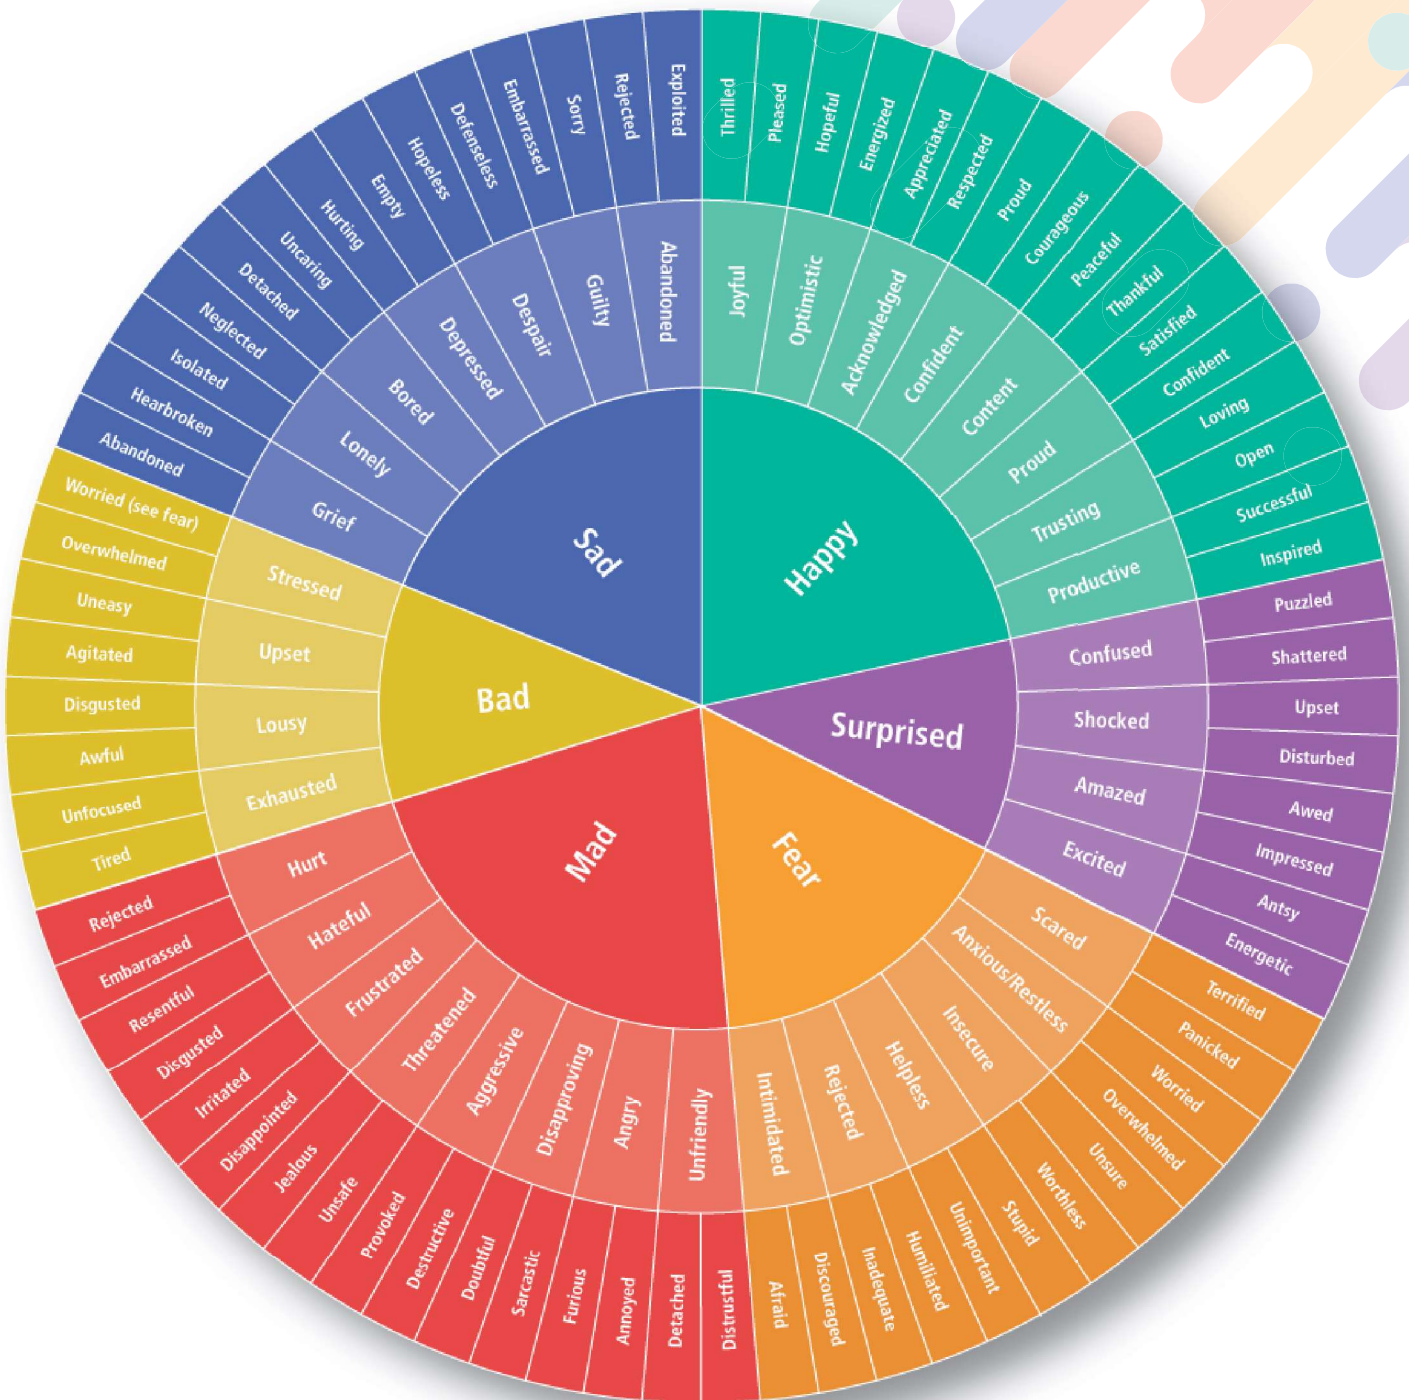 Happy
Surprised
Fear
Mad
Bad
Sad
Joyful
Optimistic
Acknowledged
Confident
Content
Proud
Trusting
Productive
Confused
Shocked
Amazed
Excited
Scared
Anxious/Restless
Insecure
Helpless
Rejected
Intimidated
Unfriendly
Angry
Disapproving
Aggressive
Threatened
Frustrated
Hateful
Hurt
Exhausted
Lousy
Upset
Stressed
Grief
Lonely
Bored
Depressed
Despair
Guilty
Abandoned
Thrilled
Pleased
Hopeful
Energized
Appreciated
Respected
Proud
Courageous
Peaceful
Thankful
Satisfied
Confident
Loving
Open
Successful
Inspired
Puzzled
Shattered
Upset
Disturbed
Awed
Impressed
Antsy
Energetic
Terrified
Panicked
Worried
Overwhelmed
Unsure
Worthless
Stupid
Unimportant
Humiliated
Inadequate
Discouraged
Afraid
Distrustful
Detached
Annoyed
Furious
Sarcastic
Doubtful
Destructive
Provoked
Unsafe
Jealous
Disappointed
Irritated
Disgusted
Resentful
Embarrassed
Rejected
Tired
Unfocused
Awful
Disgusted
Agitated
Uneasy
Overwhelmed
Worried (see fear)
Abandoned
Hearbroken
Isolated
Neglected
Detached
Uncaring
Hurting
Empty
Hopeless
Defenseless
Embarrassed
Sorry
Rejected
Exploited